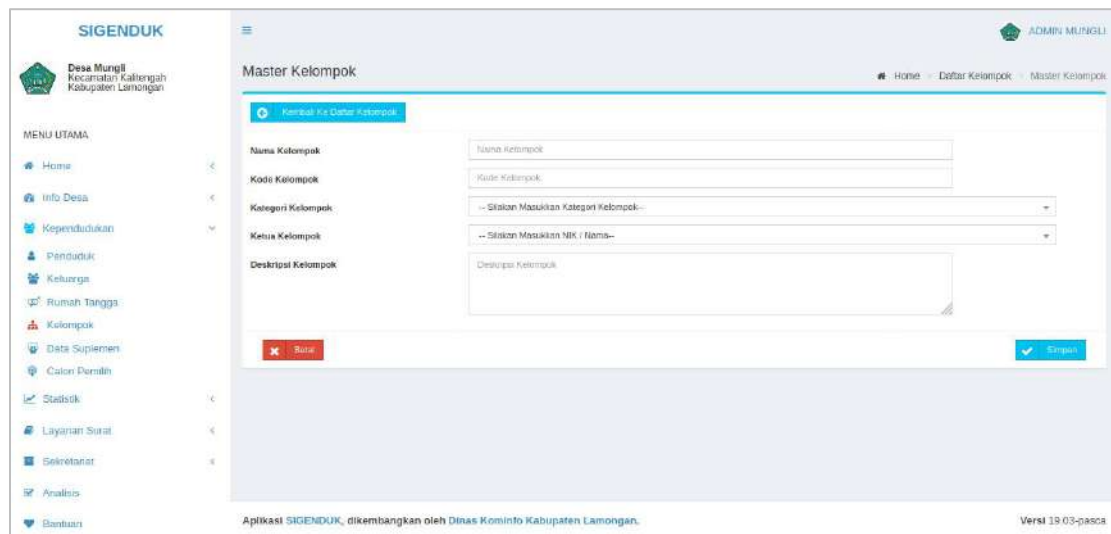 SIGENDUK
ADMIN MUNGLI
Desa Mungli
Kecamatan Kalitengah
Kabupaten Lamongan
Master Kelompok
Home > Daftar Kelompok > Master Kelompok
Kembali Ke Daftar Kelompok
MENU UTAMA
Home
Info Desa
Kependudukan
Penduduk
Keluarga
Rumah Tangga
Kelompok
Data Suplemen
Calon Pemilih
Statistik
Layanan Surat
Sekretariat
Analisis
Bantuan
Nama Kelompok
Nama Kelompok
Kode Kelompok
Kode Kelompok
Kategori Kelompok
-- Silakan Masukkan Kategori Kelompok--
Ketua Kelompok
-- Silakan Masukkan NIK / Nama--
Deskripsi Kelompok
Deskripsi Kelompok
Batal
Simpan
Aplikasi SIGENDUK, dikembangkan oleh Dinas Kominfo Kabupaten Lamongan.
Versi 19.03-pasca